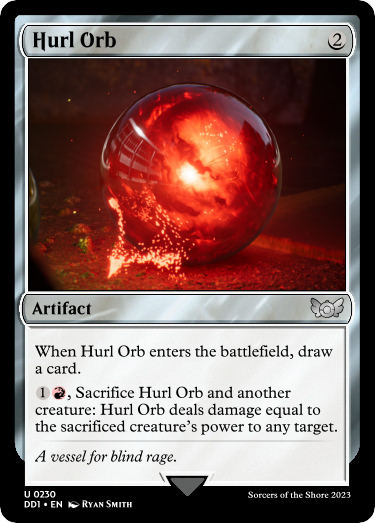 Hurl Orb 2
Artifact
When Hurl Orb enters the battlefield, draw
a card.
1, Sacrifice Hurl Orb and another
creature: Hurl Orb deals damage equal to
the sacrificed creature's power to any target.
A vessel for blind rage.
U 0230
DD1 • EN Ryan Smith
Sorcers of the Shore 2023